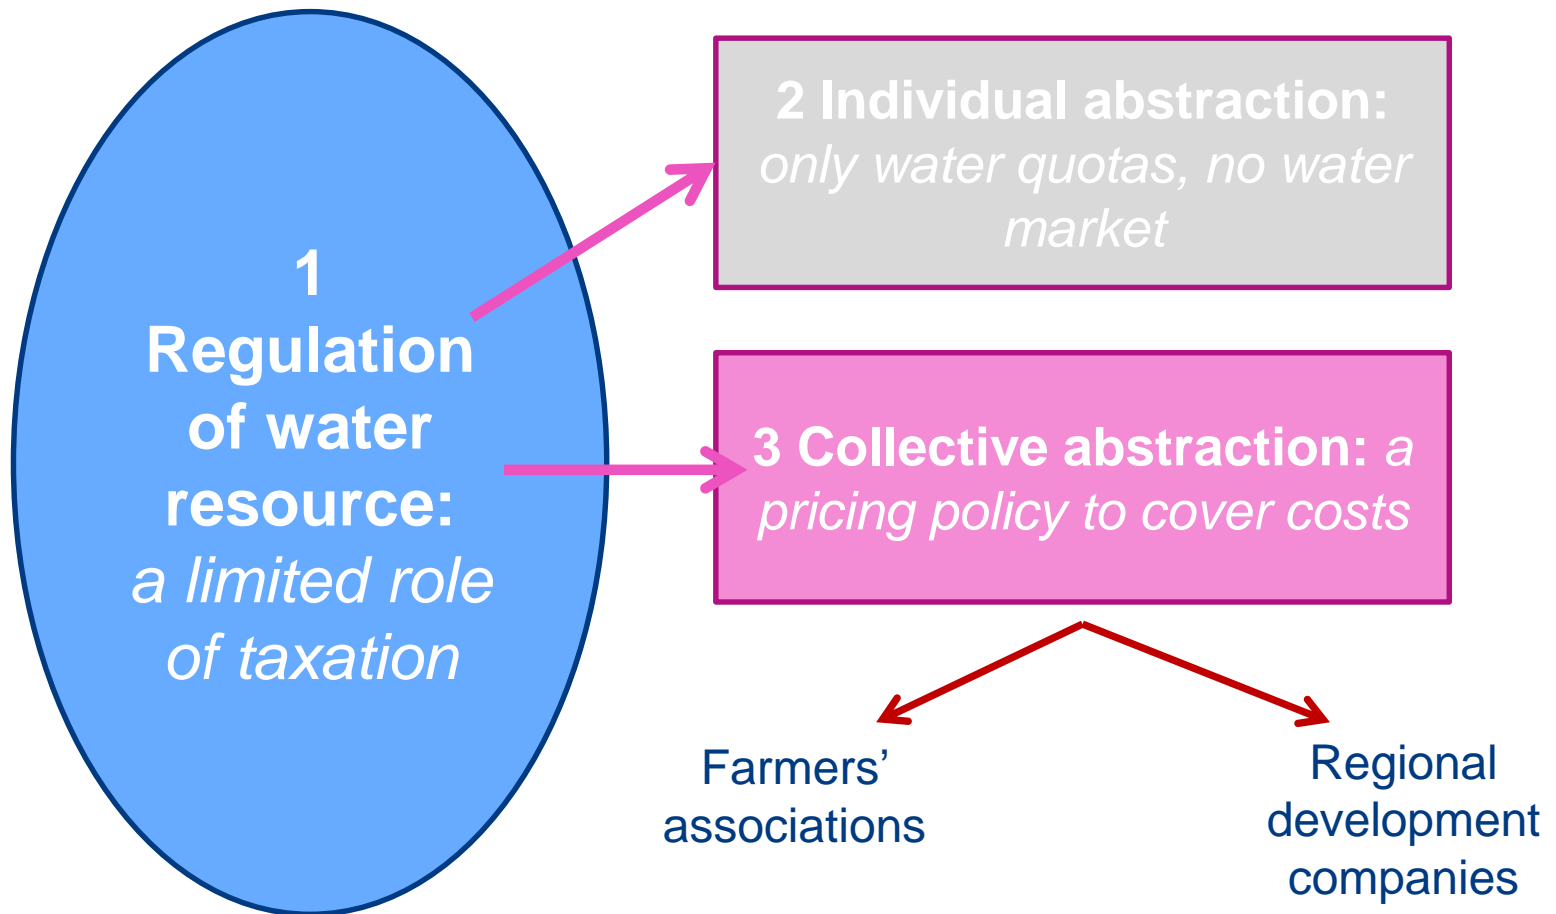 1
Regulation
of water
resource:
a limited role
of taxation
2 Individual abstraction:
only water quotas, no water
market
3 Collective abstraction: a
pricing policy to cover costs
Farmers’
associations
Regional
development
companies